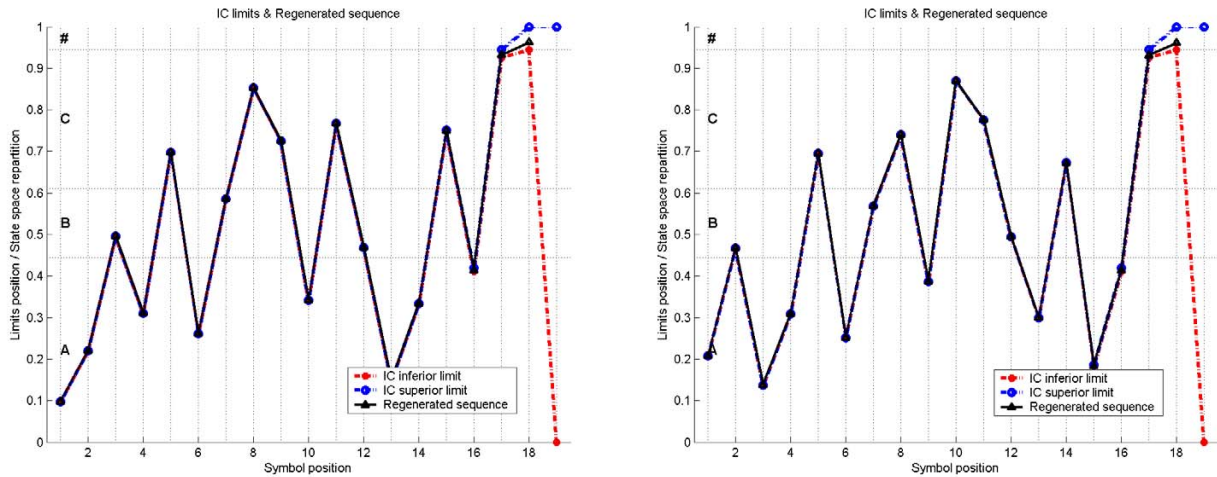 IC limits & Regenerated sequence
Limits position / State space repartition
1
0.9
0.8
0.7
0.6
0.5
0.4
0.3
0.2
0.1
0
#
C
B
A
IC inferior limit
IC superior limit
Regenerated sequence
2 4 6 8 10 12 14 16 18
Symbol position
IC limits & Regenerated sequence
Limits position / State space repartition
1
0.9
0.8
0.7
0.6
0.5
0.4
0.3
0.2
0.1
0
#
C
B
A
IC inferior limit
IC superior limit
Regenerated sequence
2 4 6 8 10 12 14 16 18
Symbol position